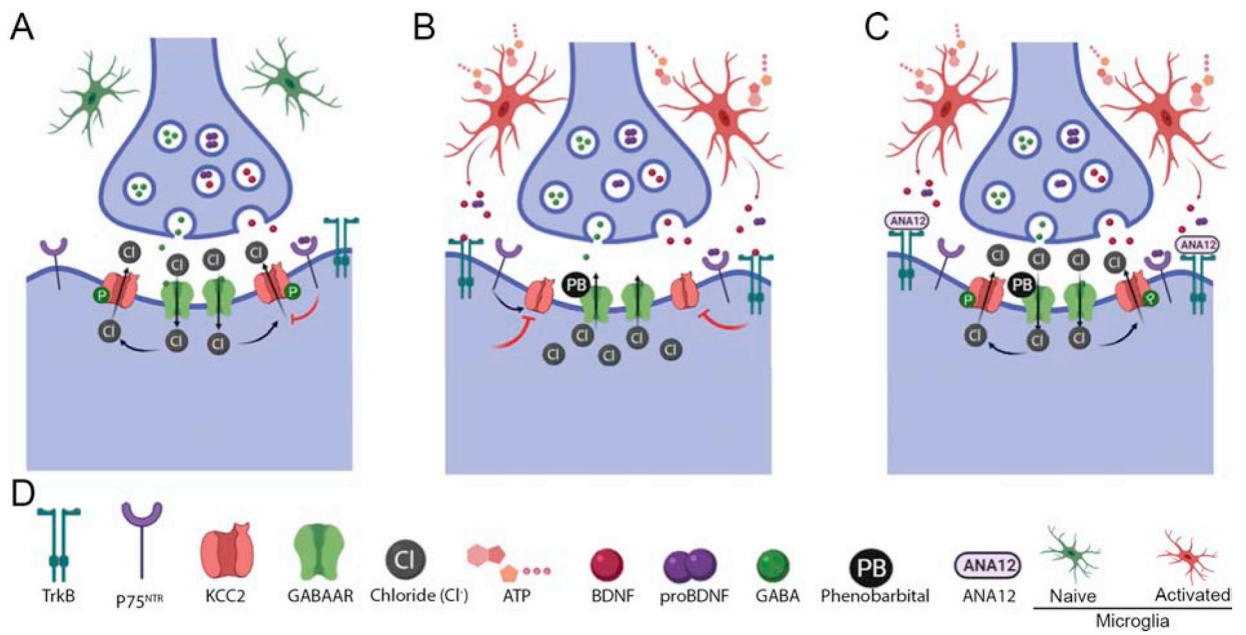 A B C
Cl Cl Cl Cl
P P
Cl Cl Cl
PB
Cl Cl Cl Cl Cl
ANA12 ANA12
Cl Cl Cl Cl
P PB P
Cl Cl Cl
D
Cl PB ANA12
TrkB P75NTR KCC2 GABAAR Chloride (Cl-) ATP BDNF proBDNF GABA Phenobarbital ANA12 Naive Activated
Microglia